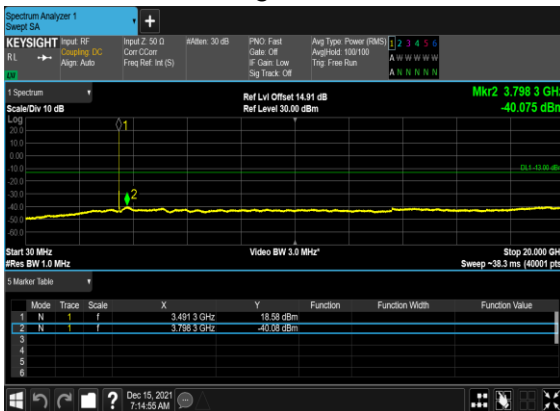 Spectrum Analyzer 1
Swept SA
KEYSIGHT Input: RF Input Z: 50 Ω #Atten: 30 dB PNO: Fast Avg Type: Power (RMS) 1 2 3 4 5 6
RL Coupling: DC Corr CCorr Gate: Off Avg|Hold: 100/100 A W W W W W
Align: Auto Freq Ref: Int (S) IF Gain: Low Trig: Free Run
Sig Track: Off A N N N N N
1 Spectrum
Ref Lvl Offset 14.91 dB Mkr2 3.798 3 GHz
Scale/Div 10 dB Ref Level 30.00 dBm -40.075 dBm
Log
20.0
10.0
0.00
-10.0
DL1 -13.00 dBm
-20.0
-30.0
-40.0
-50.0
-60.0
1
2
Start 30 MHz Video BW 3.0 MHz* Stop 20.000 GHz
#Res BW 1.0 MHz Sweep ~38.3 ms (40001 pts)
5 Marker Table
Mode Trace Scale X Y Function Function Width Function Value
1 N 1 f 3.491 3 GHz 18.58 dBm
2 N 1 f 3.798 3 GHz -40.08 dBm
3
4
5
6
? Dec 15, 2021
7:14:55 AM